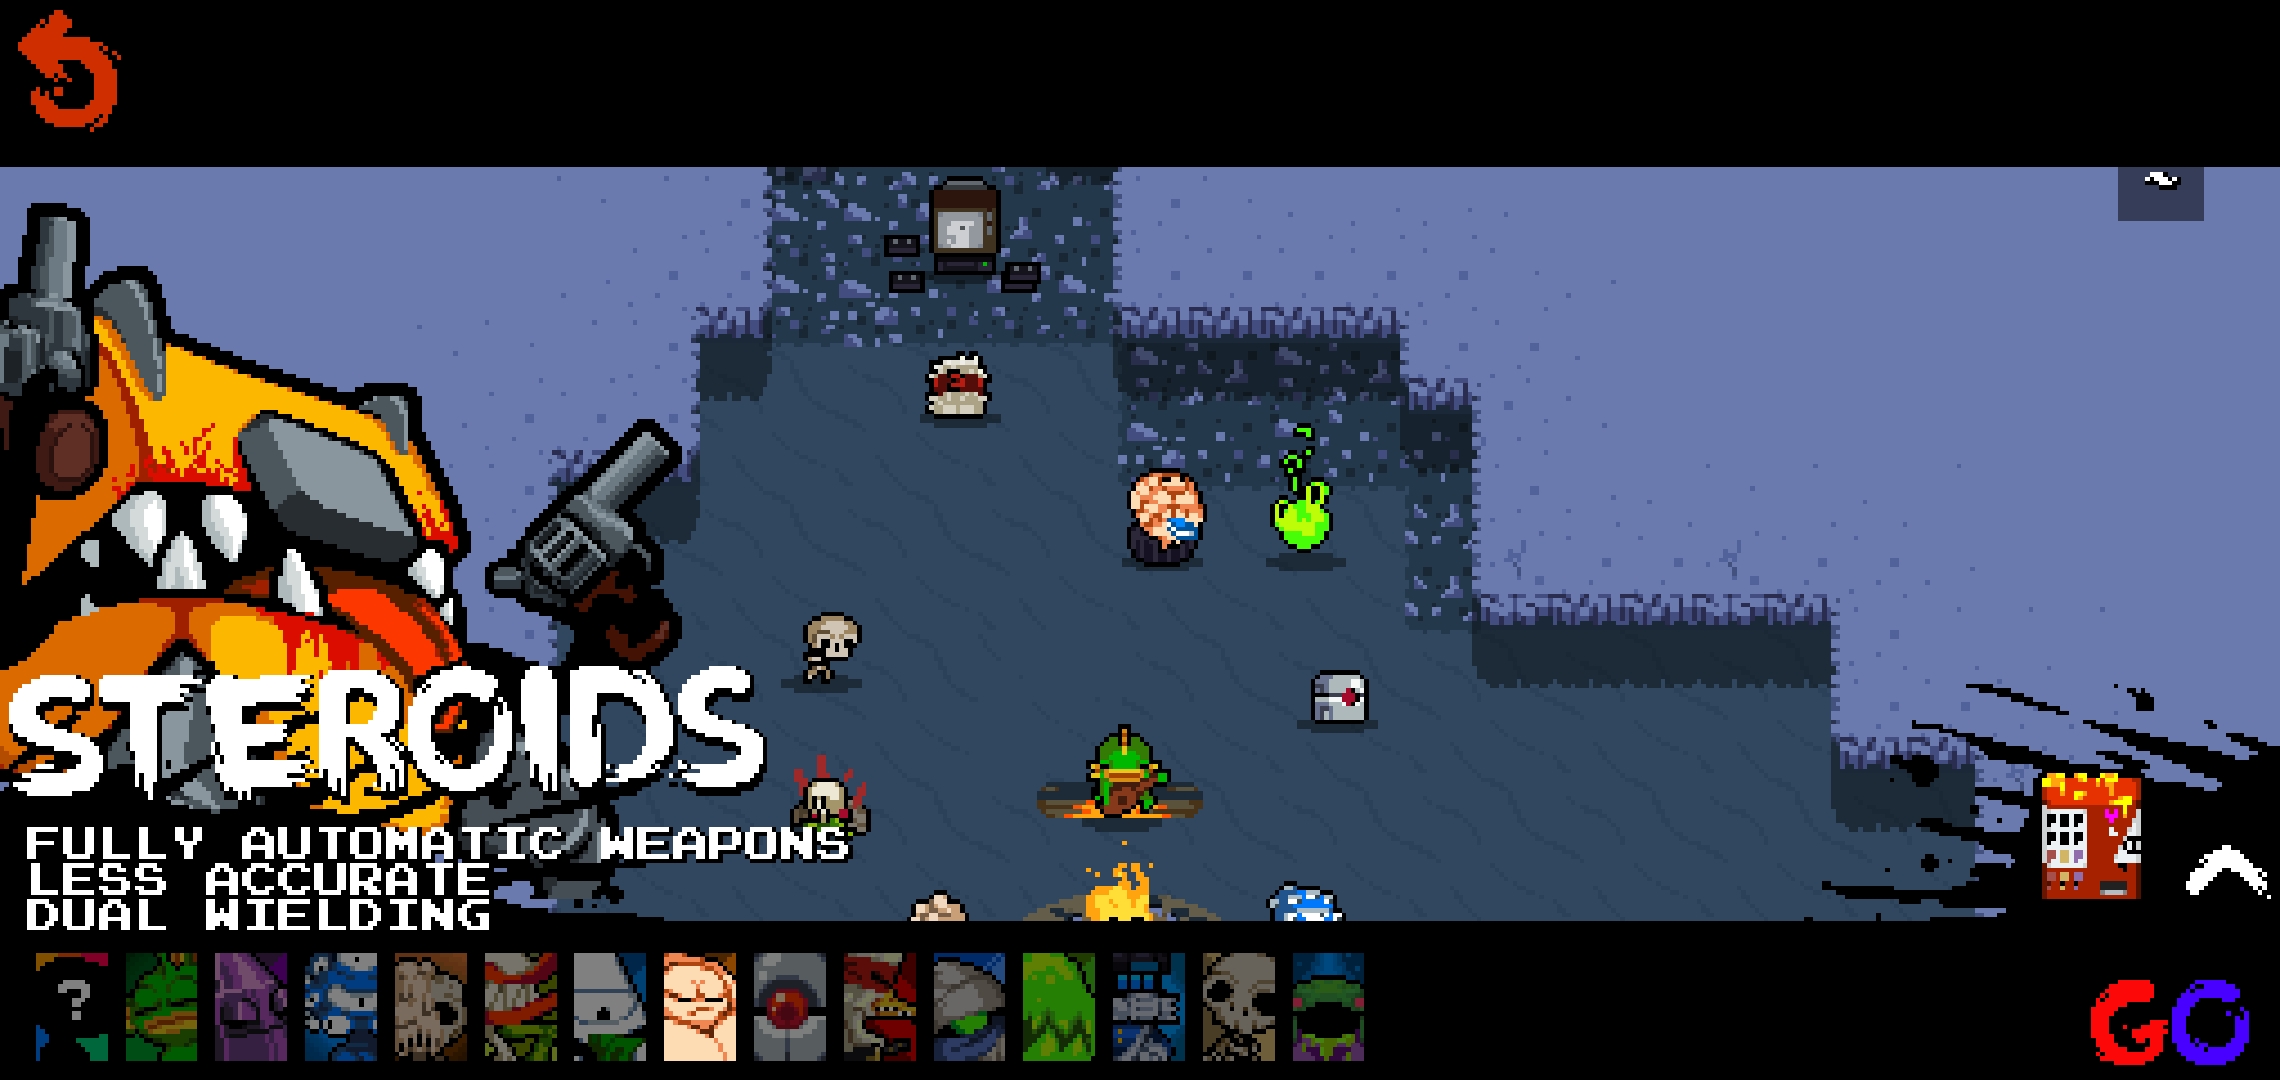 STEROIDS
FULLY AUTOMATIC WEAPONS
LESS ACCURATE
DUAL WIELDING
?
GO